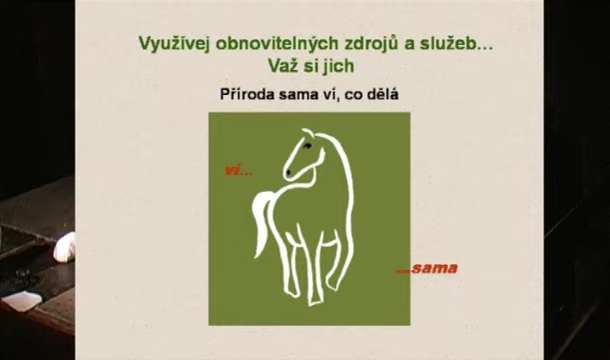 Využívej obnovitelných zdrojů a služeb...
Važ si jich
Příroda sama ví, co dělá
ví...
...sama